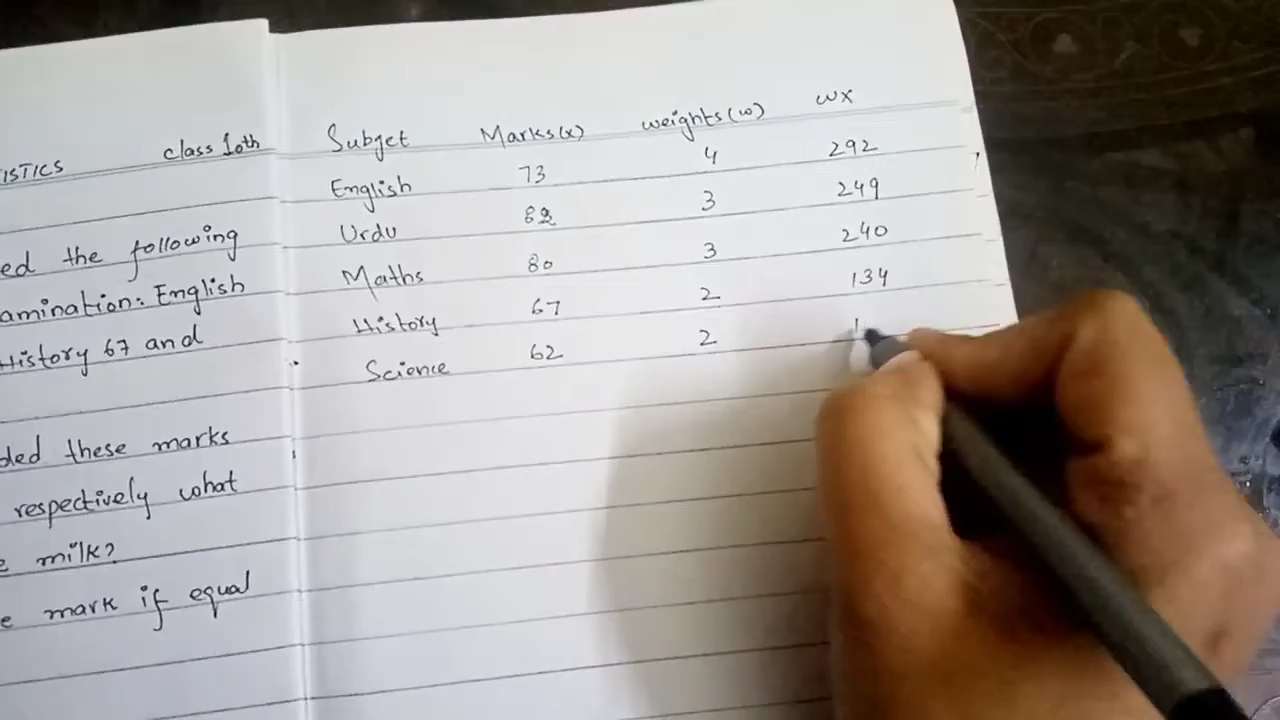 ISTICS class 10th
ed the following
amination: English
History 67 and
ded these marks
respectively what
e milk?
e mark if equal
Subjet Marks(x) weights(w) wx
English 73 4 292
Urdu 3 249
Maths 80 3 240
History 67 2 134
Science 62 2 1